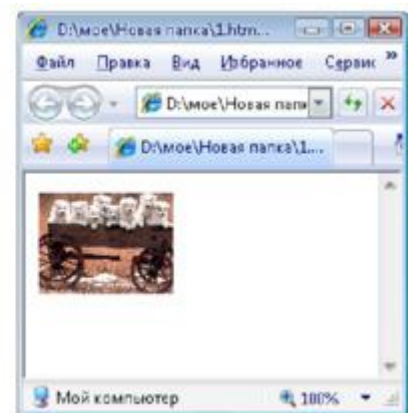 D:\мое\Новая папка\1.htm...
Файл Правка Вид Избранное Сервис »
D:\мое\Новая папк
D:\мое\Новая папка\1....
Мой компьютер 100%